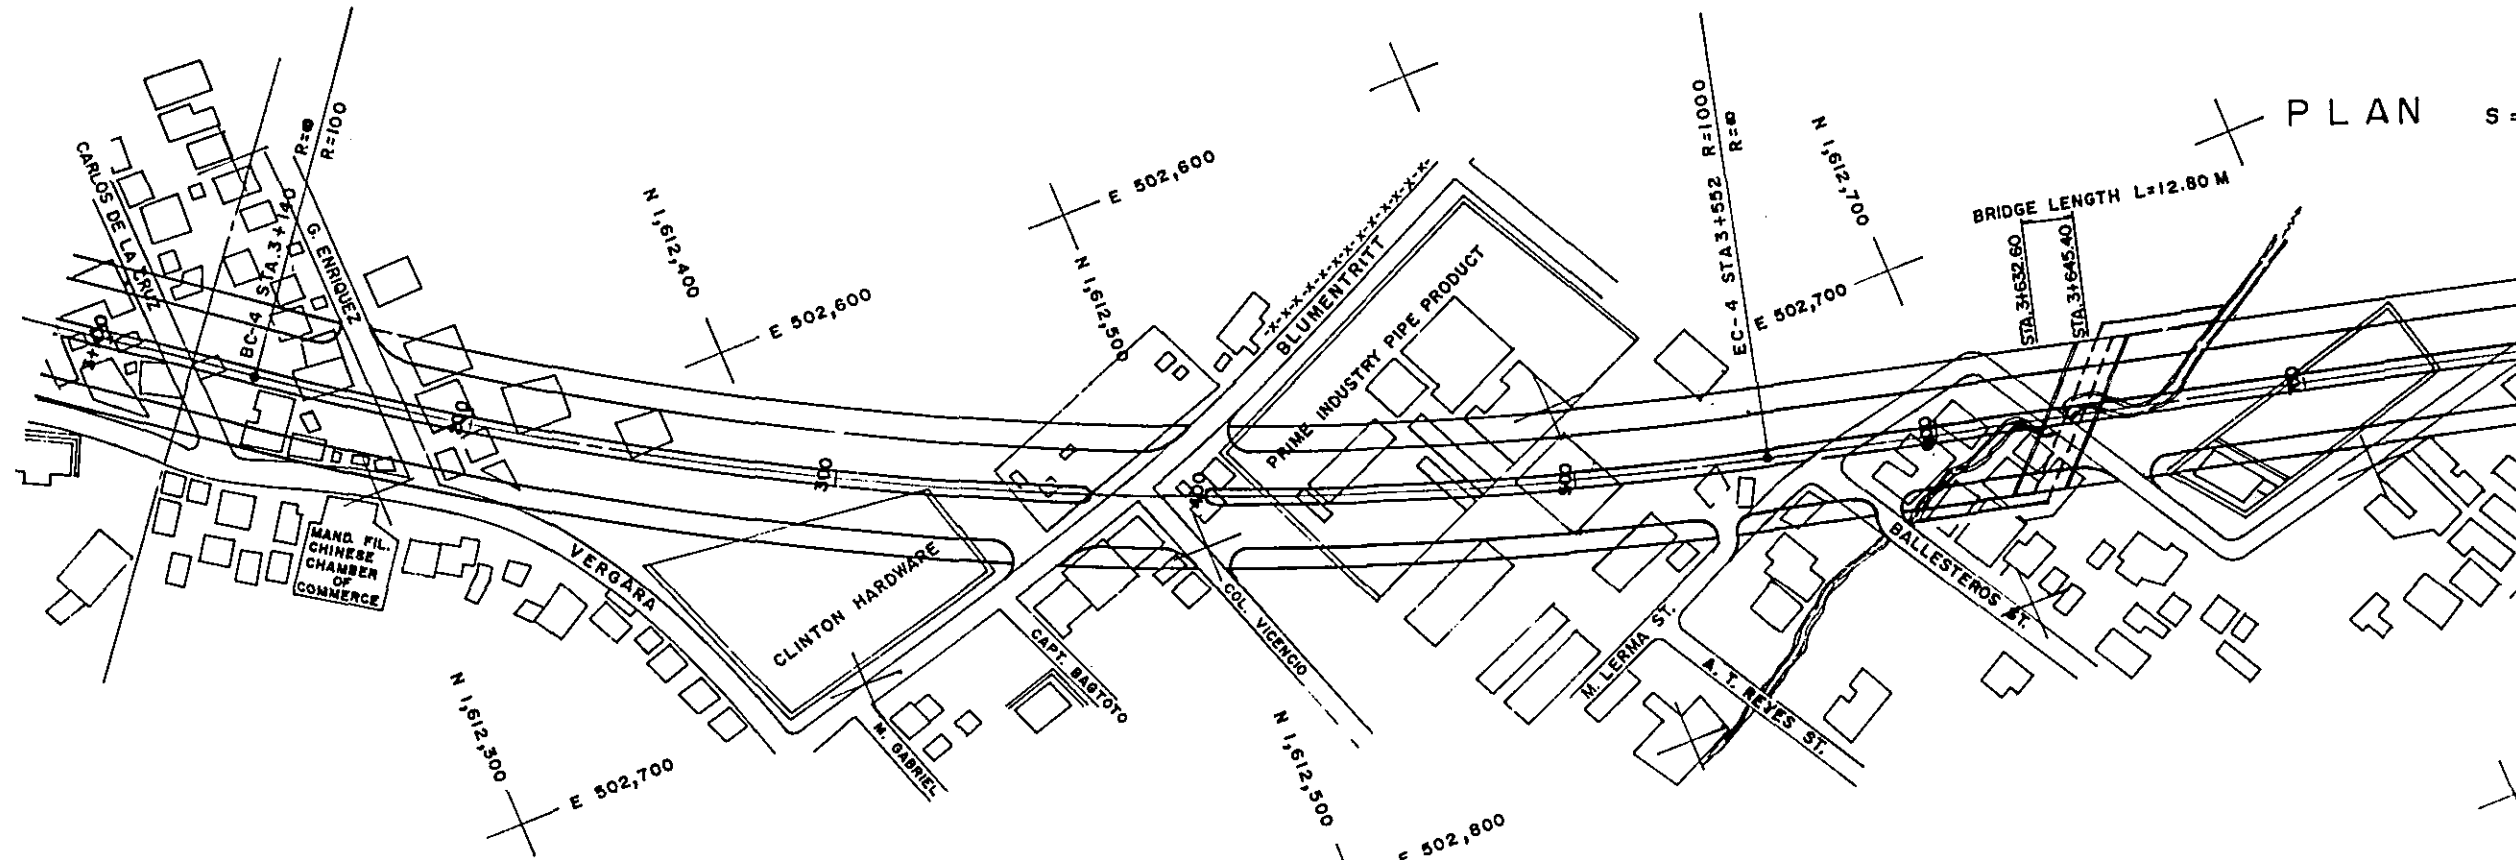 PLAN S=
R=∞
R=100
CARLOS DE LA CRUZ
BC-4 STA.3+140
G. ENRIQUEZ
N 1,612,400
E 502,600
E 502,600
N 1,612,500
BLUMENTRITT
-X-X-X-X-X-X-X-X-X-X-X-X-X-
PRIME INDUSTRY PIPE PRODUCT
EC-4 STA3+552 R=1000
R=∞
N 1,612,700
E 502,700
BRIDGE LENGTH L=12.80 M
STA.3+632.60
STA.3+645.40
300
400
500
MAND. FIL.
CHINESE
CHAMBER
OF
COMMERCE
VERGARA
CLINTON HARDWARE
CAPT. BAGTOTO
COL. VICENCIO
M. GABRIEL
M. LERMA ST.
A. T. REYES ST.
BALLESTEROS ST.
N 1,612,300
E 502,700
N 1,612,500
E 502,800